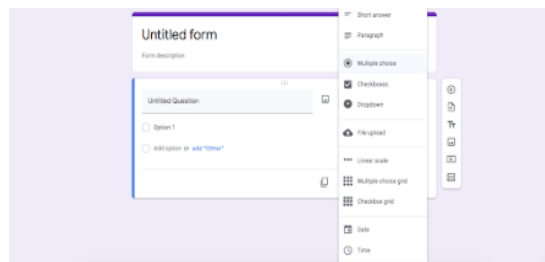 Untitled form
Form description
Untitled Question
Option 1
Add option or add "Other"
Short answer
Paragraph
Multiple choice
Checkboxes
Dropdown
File upload
Linear scale
Multiple choice grid
Checkbox grid
Date
Time
Tт